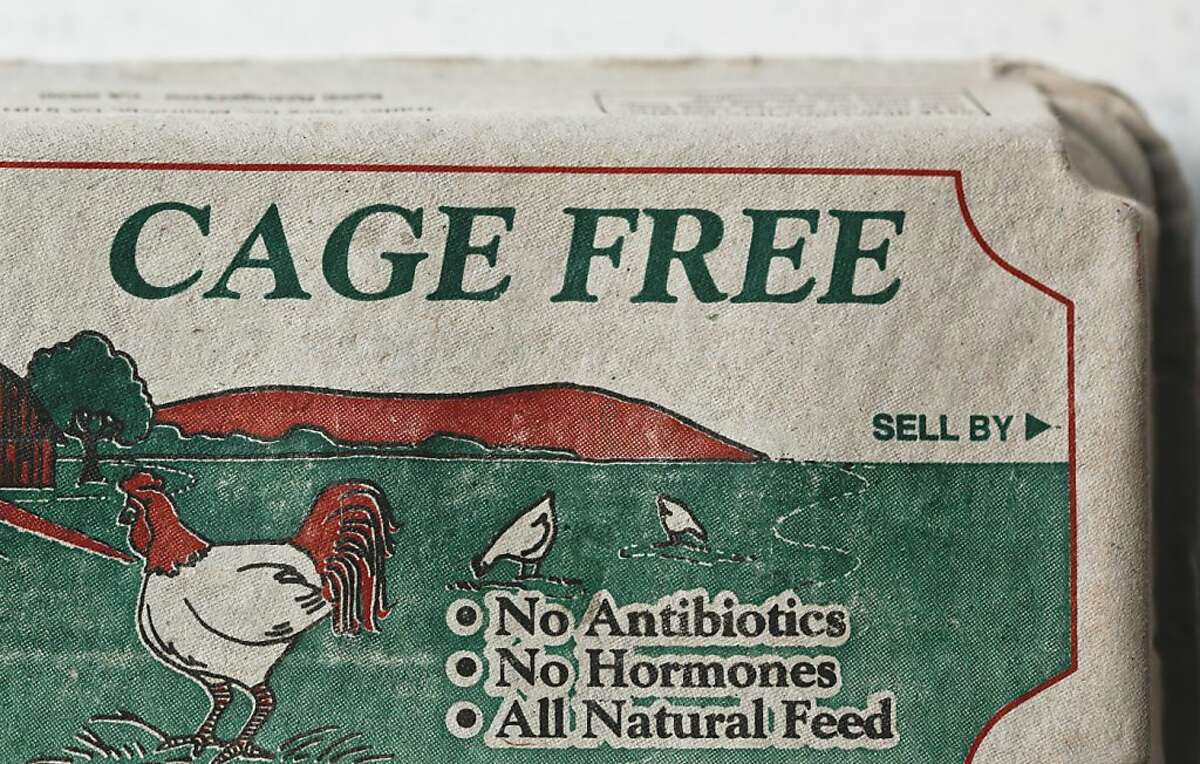 CAGE FREE
SELL BY ▶
• No Antibiotics
• No Hormones
• All Natural Feed